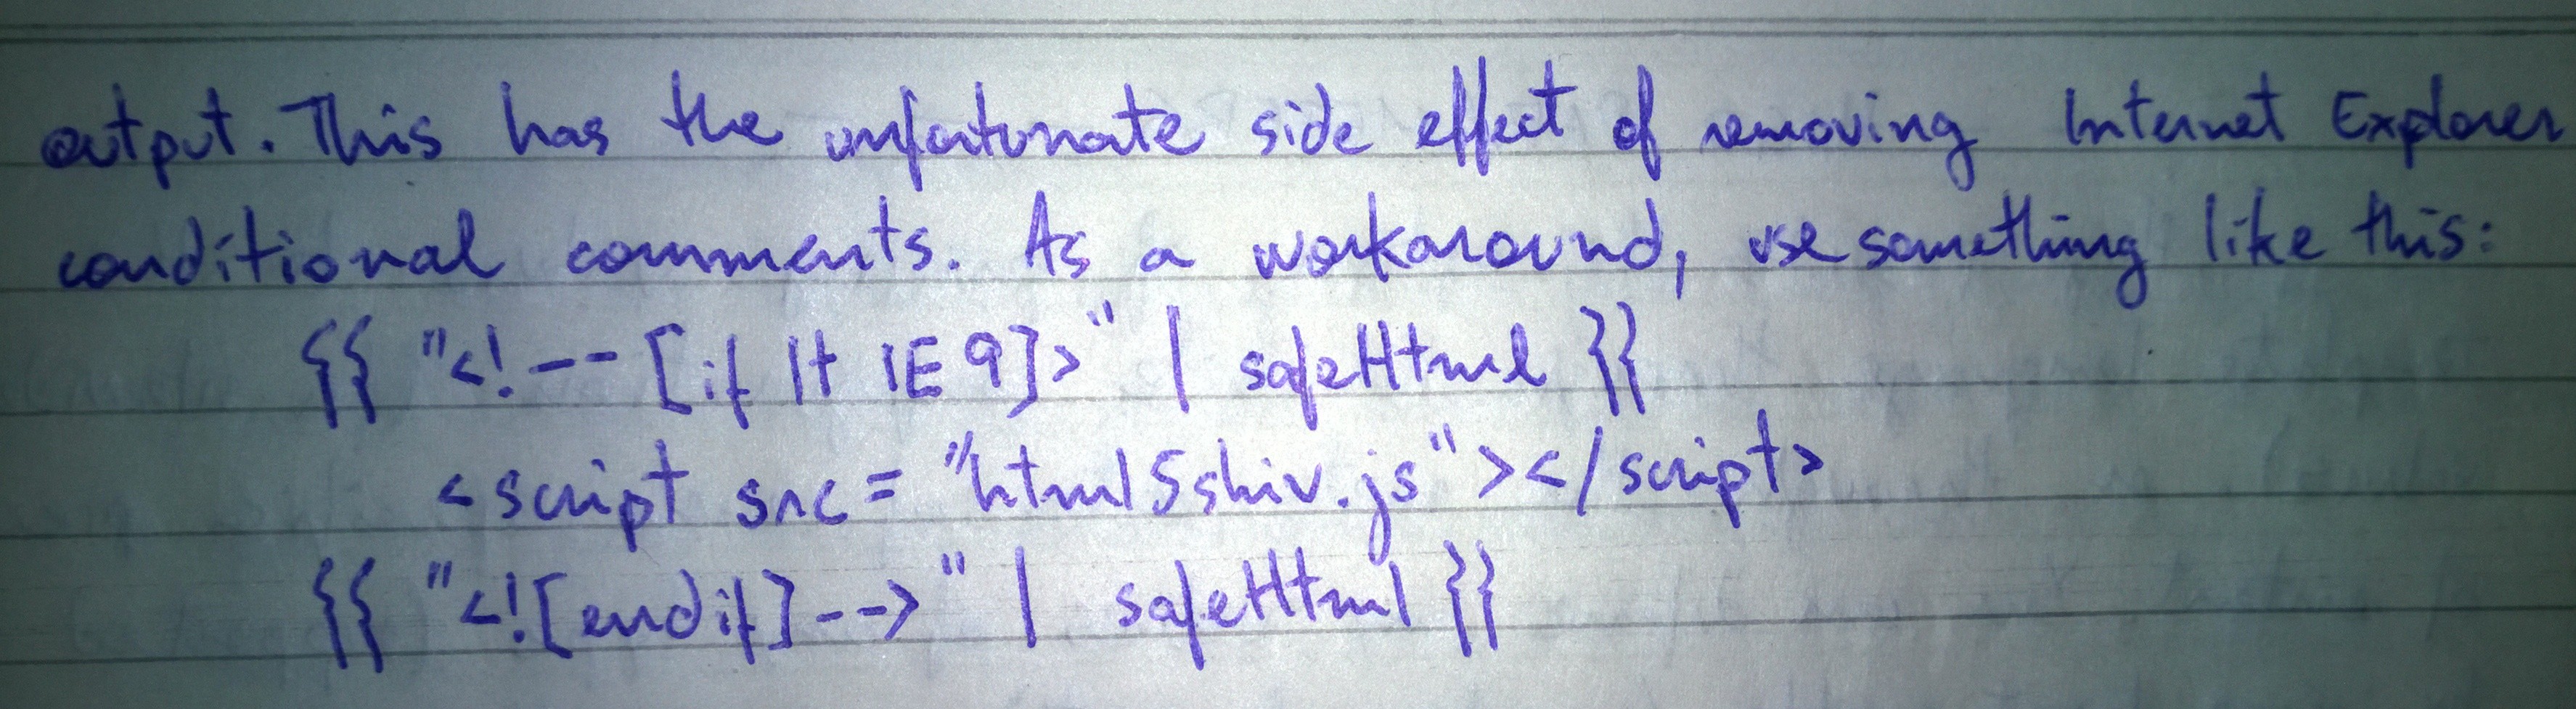 output. This has the unfortunate side effect of removing Internet Explorer
conditional comments. As a workaround, use something like this:
{{ "<!--[if lt IE 9]>" | safeHtml }}
<script src="html5shiv.js"></script>
{{ "<![endif]-->" | safeHtml }}